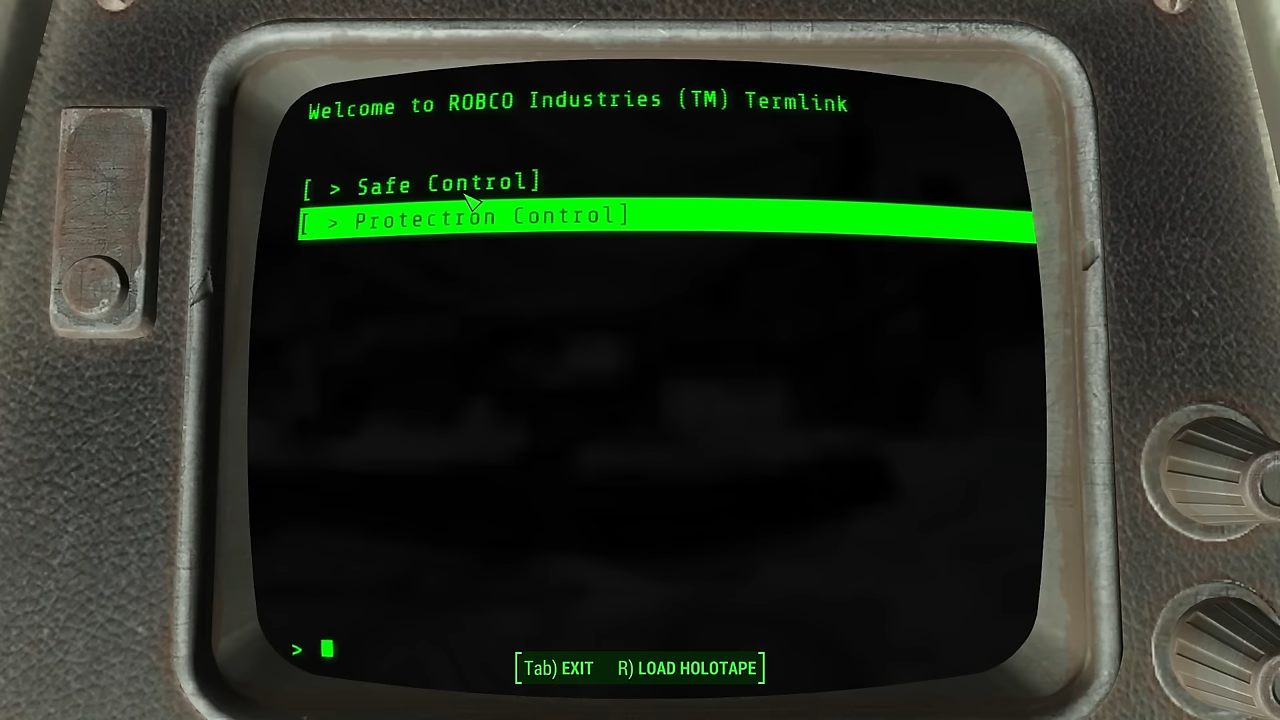 Welcome to ROBCO Industries (TM) Termlink
[ > Safe Control]
[ > Protectron Control]
>
Tab) EXIT R) LOAD HOLOTAPE